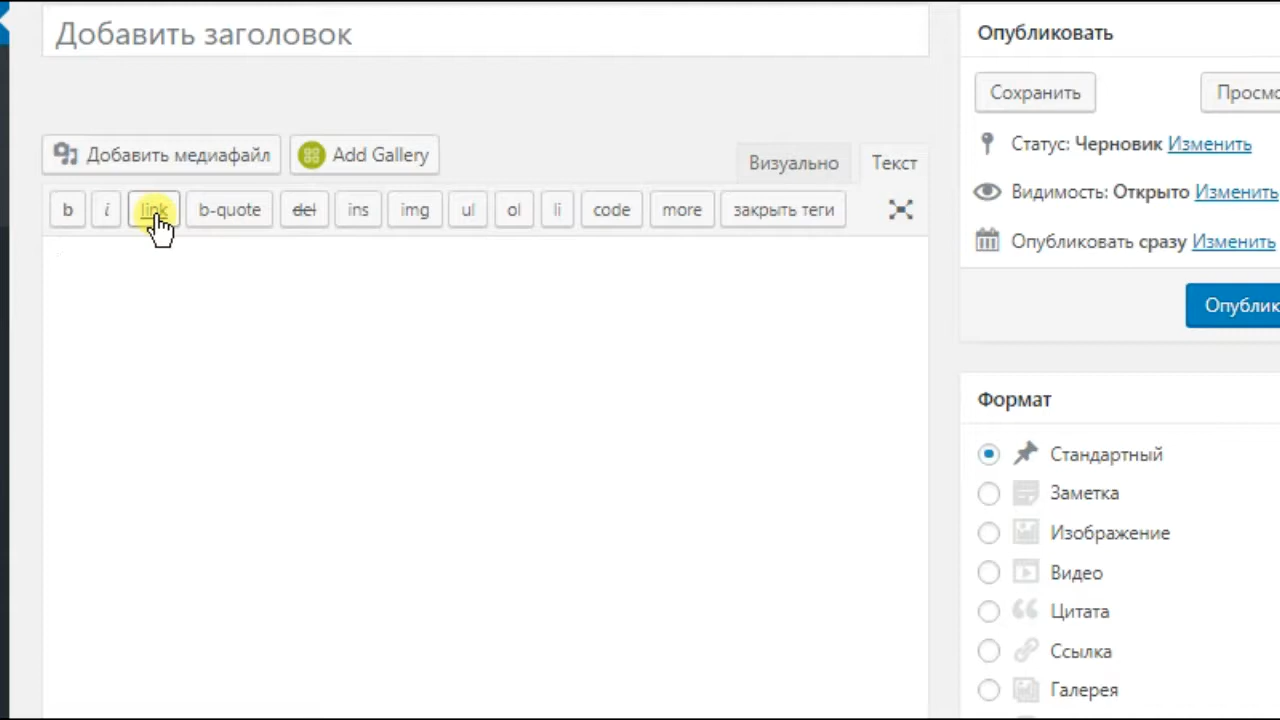 Добавить заголовок
Добавить медиафайл
Add Gallery
Визуально
Текст
b
i
link
b-quote
del
ins
img
ul
ol
li
code
more
закрыть теги
Опубликовать
Сохранить
Просмо
Статус: Черновик Изменить
Видимость: Открыто Изменить
Опубликовать сразу Изменить
Опублик
Формат
Стандартный
Заметка
Изображение
Видео
Цитата
Ссылка
Галерея